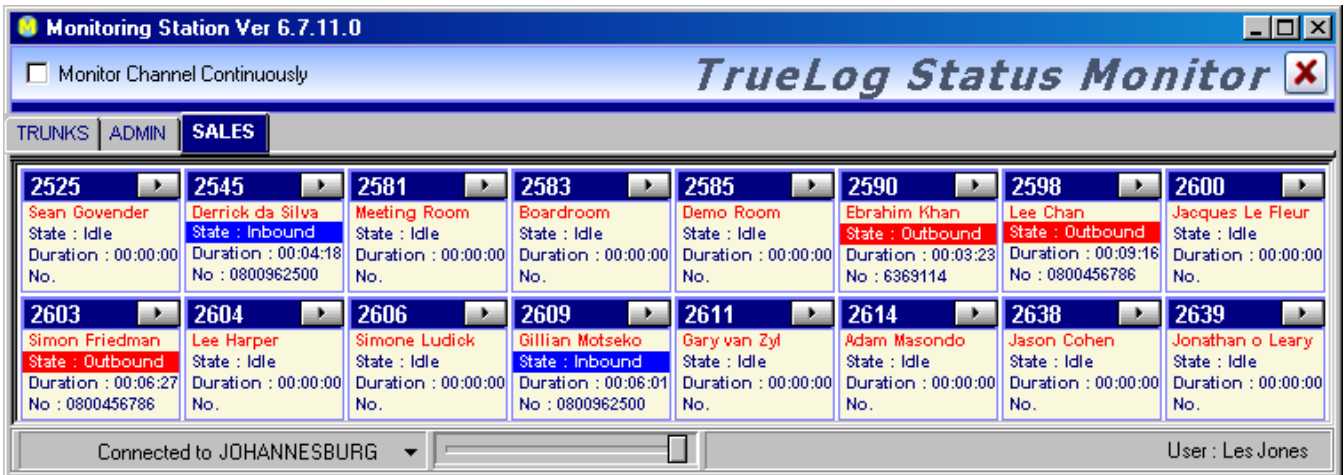 Monitoring Station Ver 6.7.11.0
Monitor Channel Continuously
TrueLog Status Monitor
TRUNKS ADMIN SALES
2525
Sean Govender
State : Idle
Duration : 00:00:00
No.
2545
Derrick da Silva
State : Inbound
Duration : 00:04:18
No : 0800962500
2581
Meeting Room
State : Idle
Duration : 00:00:00
No.
2583
Boardroom
State : Idle
Duration : 00:00:00
No.
2585
Demo Room
State : Idle
Duration : 00:00:00
No.
2590
Ebrahim Khan
State : Outbound
Duration : 00:03:23
No : 6369114
2598
Lee Chan
State : Outbound
Duration : 00:09:16
No : 0800456786
2600
Jacques Le Fleur
State : Idle
Duration : 00:00:00
No.
2603
Simon Friedman
State : Outbound
Duration : 00:06:27
No : 0800456786
2604
Lee Harper
State : Idle
Duration : 00:00:00
No.
2606
Simone Ludick
State : Idle
Duration : 00:00:00
No.
2609
Gillian Motseko
State : Inbound
Duration : 00:06:01
No : 0800962500
2611
Gary van Zyl
State : Idle
Duration : 00:00:00
No.
2614
Adam Masondo
State : Idle
Duration : 00:00:00
No.
2638
Jason Cohen
State : Idle
Duration : 00:00:00
No.
2639
Jonathan o Leary
State : Idle
Duration : 00:00:00
No.
Connected to JOHANNESBURG
User : Les Jones